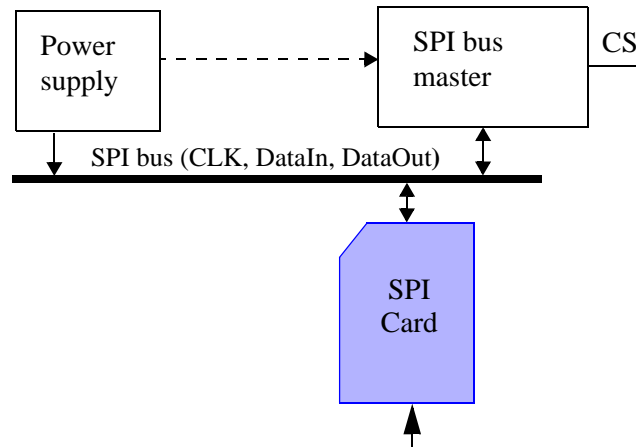 Power
supply
SPI bus
master
CS
SPI bus (CLK, DataIn, DataOut)
SPI
Card